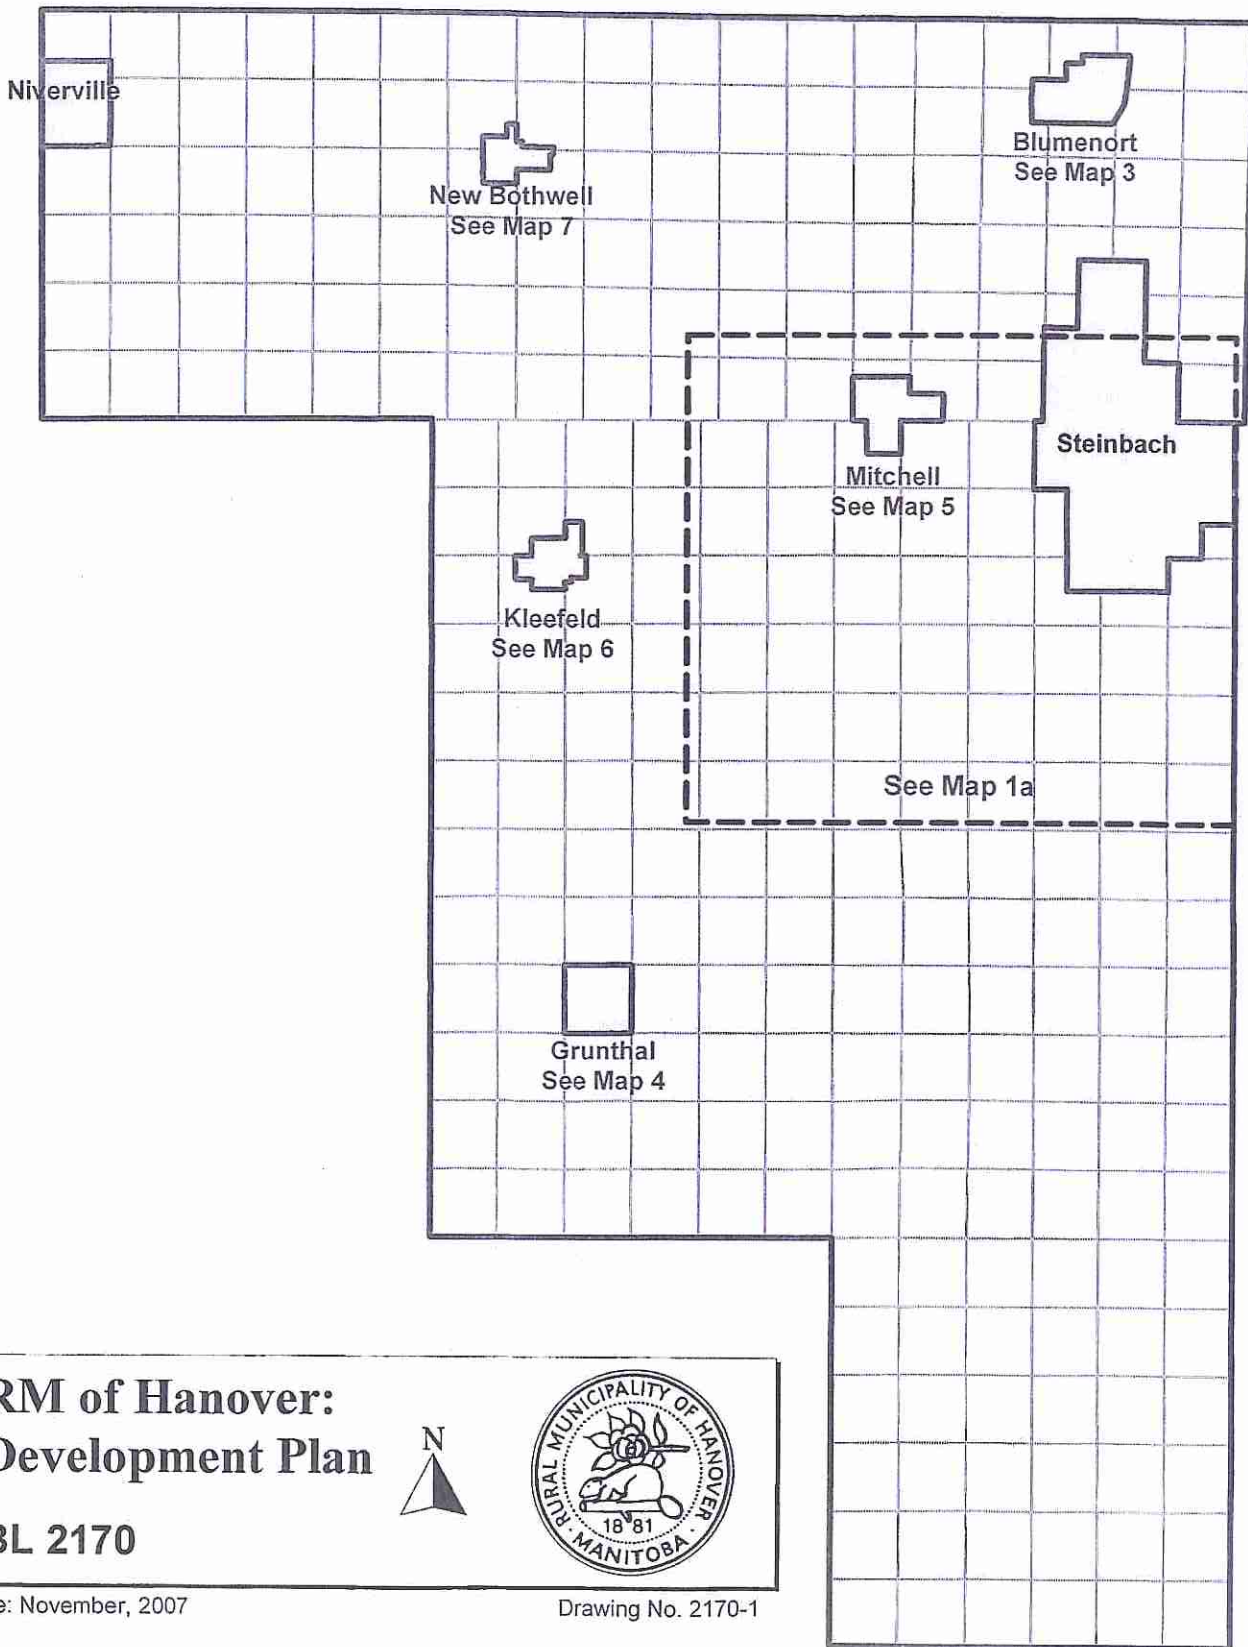 Niverville
Blumenort
See Map 3
New Bothwell
See Map 7
Steinbach
Mitchell
See Map 5
Kleefeld
See Map 6
See Map 1a
Grunthal
See Map 4
RM of Hanover:
Development Plan
N
BL 2170
RURAL MUNICIPALITY OF HANOVER
1881
MANITOBA
e: November, 2007
Drawing No. 2170-1